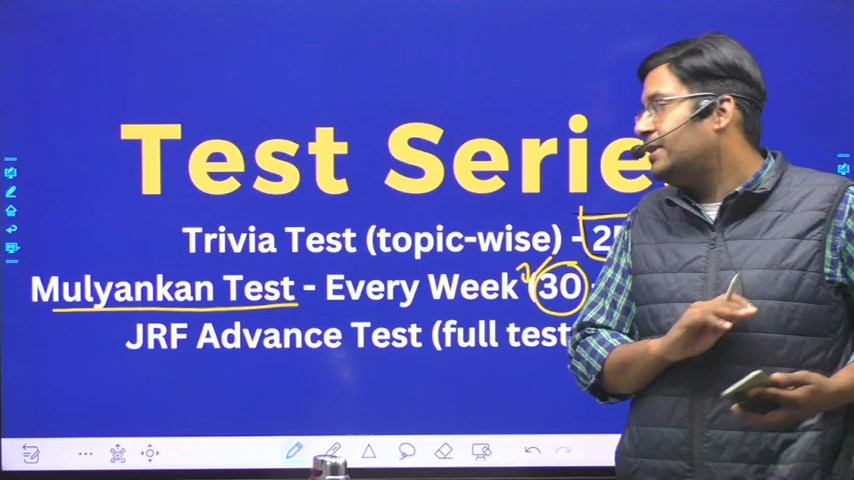 Test Serie
Trivia Test (topic-wise) - 2
Mulyankan Test - Every Week (30
JRF Advance Test (full test